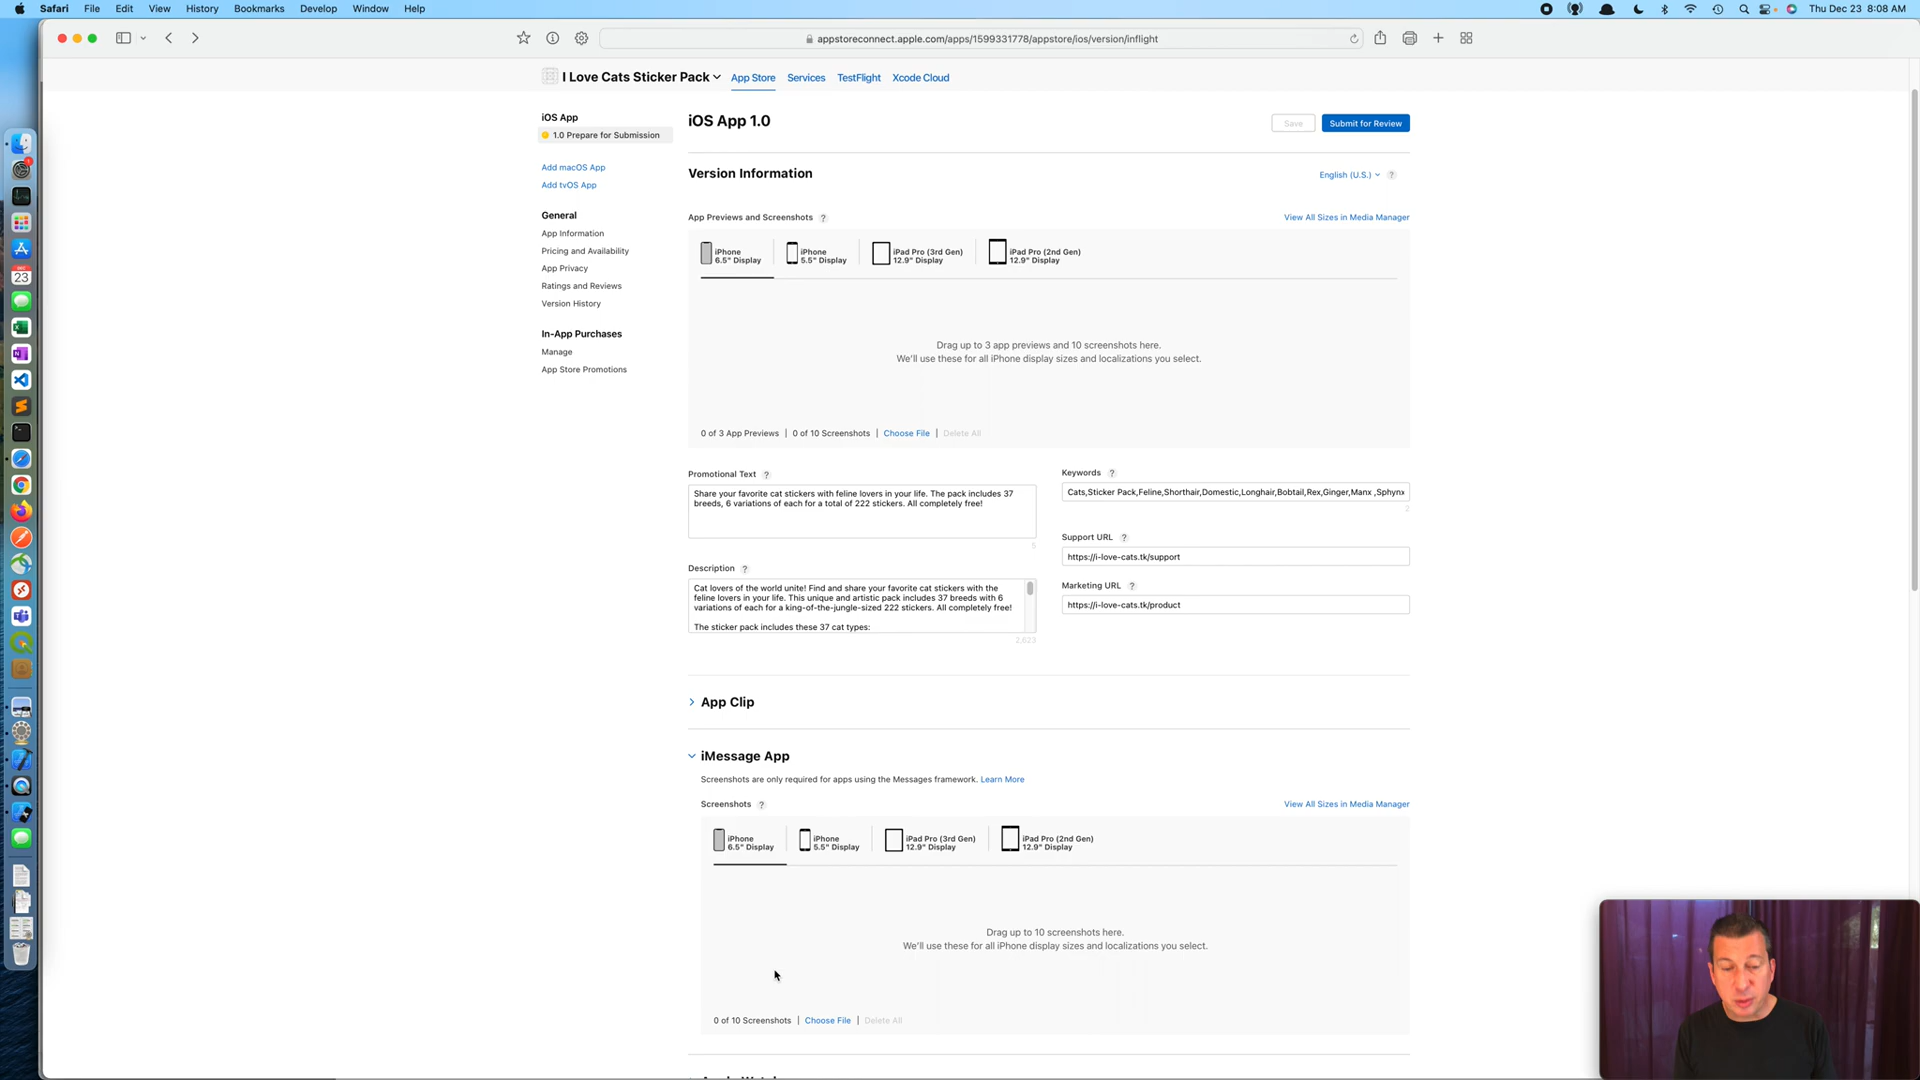 Safari File Edit View History Bookmarks Develop Window Help Thu Dec 23 8:08 AM
appstoreconnect.apple.com/apps/1599331778/appstore/ios/version/inflight
I Love Cats Sticker Pack App Store Services TestFlight Xcode Cloud
iOS App
1.0 Prepare for Submission
Add macOS App
Add tvOS App
General
App Information
Pricing and Availability
App Privacy
Ratings and Reviews
Version History
In-App Purchases
Manage
App Store Promotions
iOS App 1.0
Save Submit for Review
Version Information
English (U.S.) ?
App Previews and Screenshots ? View All Sizes in Media Manager
iPhone
6.5" Display
iPhone
5.5" Display
iPad Pro (3rd Gen)
12.9" Display
iPad Pro (2nd Gen)
12.9" Display
Drag up to 3 app previews and 10 screenshots here.
We'll use these for all iPhone display sizes and localizations you select.
0 of 3 App Previews | 0 of 10 Screenshots | Choose File | Delete All
Promotional Text ?
Share your favorite cat stickers with feline lovers in your life. The pack includes 37
breeds, 6 variations of each for a total of 222 stickers. All completely free!
5
Description ?
Cat lovers of the world unite! Find and share your favorite cat stickers with the
feline lovers in your life. This unique and artistic pack includes 37 breeds with 6
variations of each for a king-of-the-jungle-sized 222 stickers. All completely free!
The sticker pack includes these 37 cat types:
2,623
Keywords ?
Cats,Sticker Pack,Feline,Shorthair,Domestic,Longhair,Bobtail,Rex,Ginger,Manx ,Sphynx
2
Support URL ?
https://i-love-cats.tk/support
Marketing URL ?
https://i-love-cats.tk/product
App Clip
iMessage App
Screenshots are only required for apps using the Messages framework. Learn More
Screenshots ? View All Sizes in Media Manager
iPhone
6.5" Display
iPhone
5.5" Display
iPad Pro (3rd Gen)
12.9" Display
iPad Pro (2nd Gen)
12.9" Display
Drag up to 10 screenshots here.
We'll use these for all iPhone display sizes and localizations you select.
0 of 10 Screenshots | Choose File | Delete All